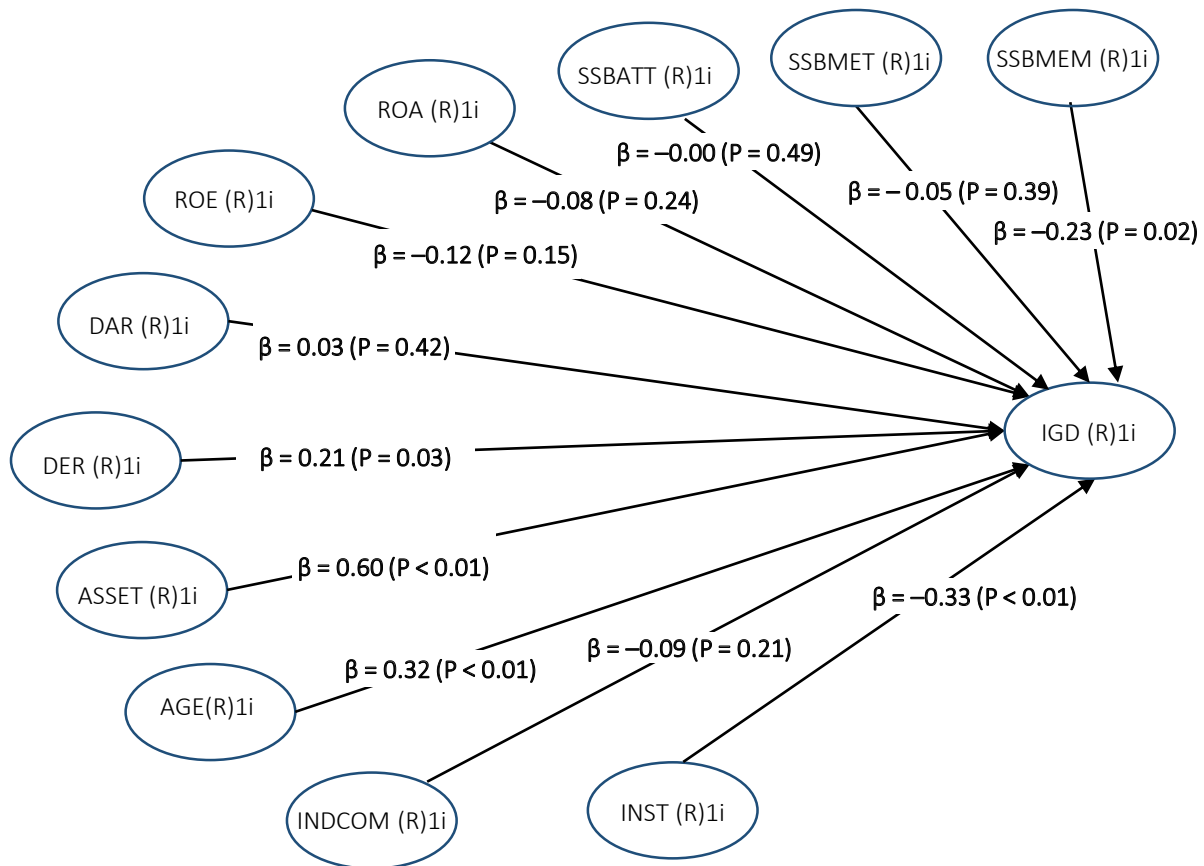 SSBATT (R)1i
SSBMET (R)1i
SSBMEM (R)1i
ROA (R)1i
β = –0.00 (P = 0.49)
ROE (R)1i
β = –0.08 (P = 0.24)
β = – 0.05 (P = 0.39)
β = –0.23 (P = 0.02)
β = –0.12 (P = 0.15)
DAR (R)1i
β = 0.03 (P = 0.42)
IGD (R)1i
DER (R)1i
β = 0.21 (P = 0.03)
ASSET (R)1i
β = 0.60 (P < 0.01)
β = –0.33 (P < 0.01)
AGE(R)1i
β = 0.32 (P < 0.01)
β = –0.09 (P = 0.21)
INDCOM (R)1i
INST (R)1i